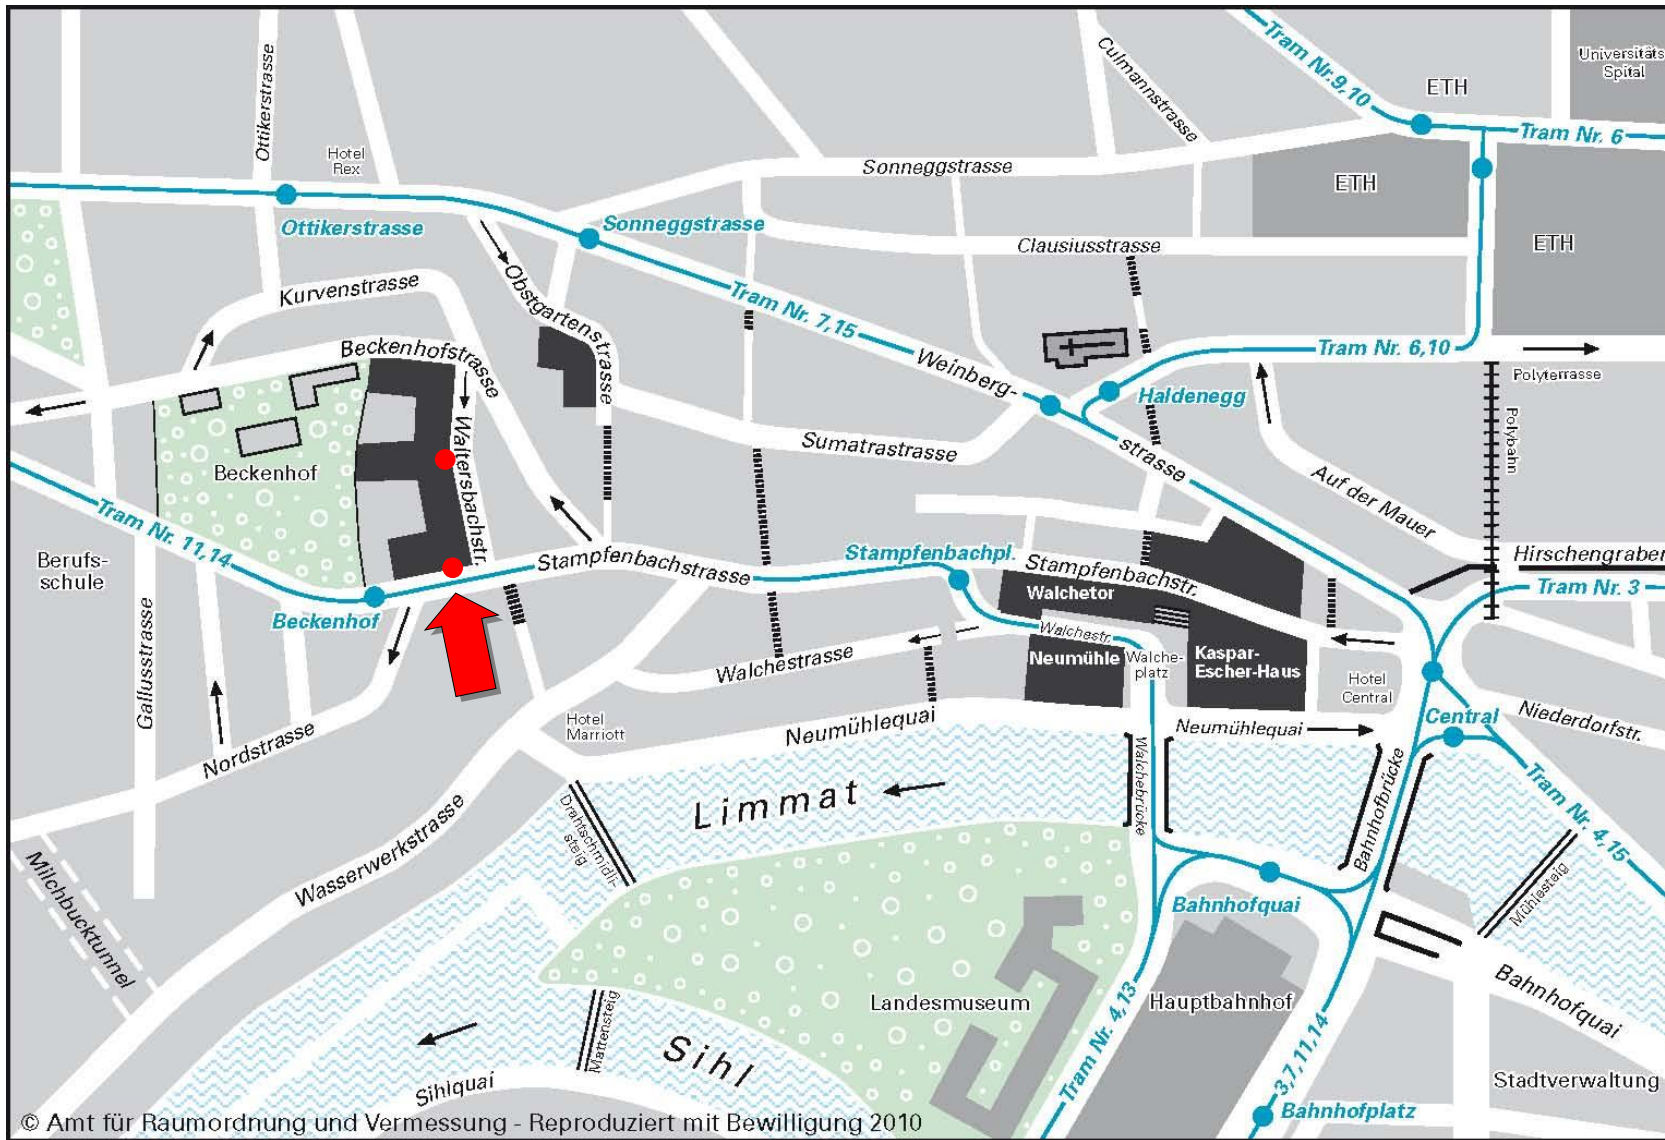 Tram Nr.9,10
Culmannstrasse
Ottikerstrasse
ETH
Universitäts
Spital
Tram Nr. 6
Hotel
Rex
Sonneggstrasse
ETH
Ottikerstrasse
Sonneggstrasse
Clausiusstrasse
ETH
Kurvenstrasse
Obstgartenstrasse
Tram Nr. 7,15
Beckenhofstrasse
Weinberg-
Tram Nr. 6,10
Polyterrasse
Haldenegg
Polybahn
Waltersbachstr.
Sumatrastrasse
strasse
Beckenhof
Auf der Mauer
Tram Nr. 11,14
Berufs-
schule
Stampfenbachstrasse
Stampfenbachpl.
Stampfenbachstr.
Hirschengraben
Tram Nr. 3
Walchetor
Beckenhof
Gallusstrasse
Walchestr.
Walchestrasse
Neumühle
Walche-
platz
Kaspar-
Escher-Haus
Hotel
Central
Nordstrasse
Hotel
Marriott
Neumühlequai
Neumühlequai
Central
Niederdorfstr.
Walchebrücke
Bahnhofbrücke
Limmat
Drahtschmidli-
steig
Tram Nr. 4,15
Wasserwerkstrasse
Milchbucktunnel
Mühlesteig
Bahnhofquai
Landesmuseum
Hauptbahnhof
Bahnhofquai
Mattensteig
Sihl
Tram Nr. 4,13
3,7,11,14
Sihlquai
Stadtverwaltung
Bahnhofplatz
© Amt für Raumordnung und Vermessung - Reproduziert mit Bewilligung 2010